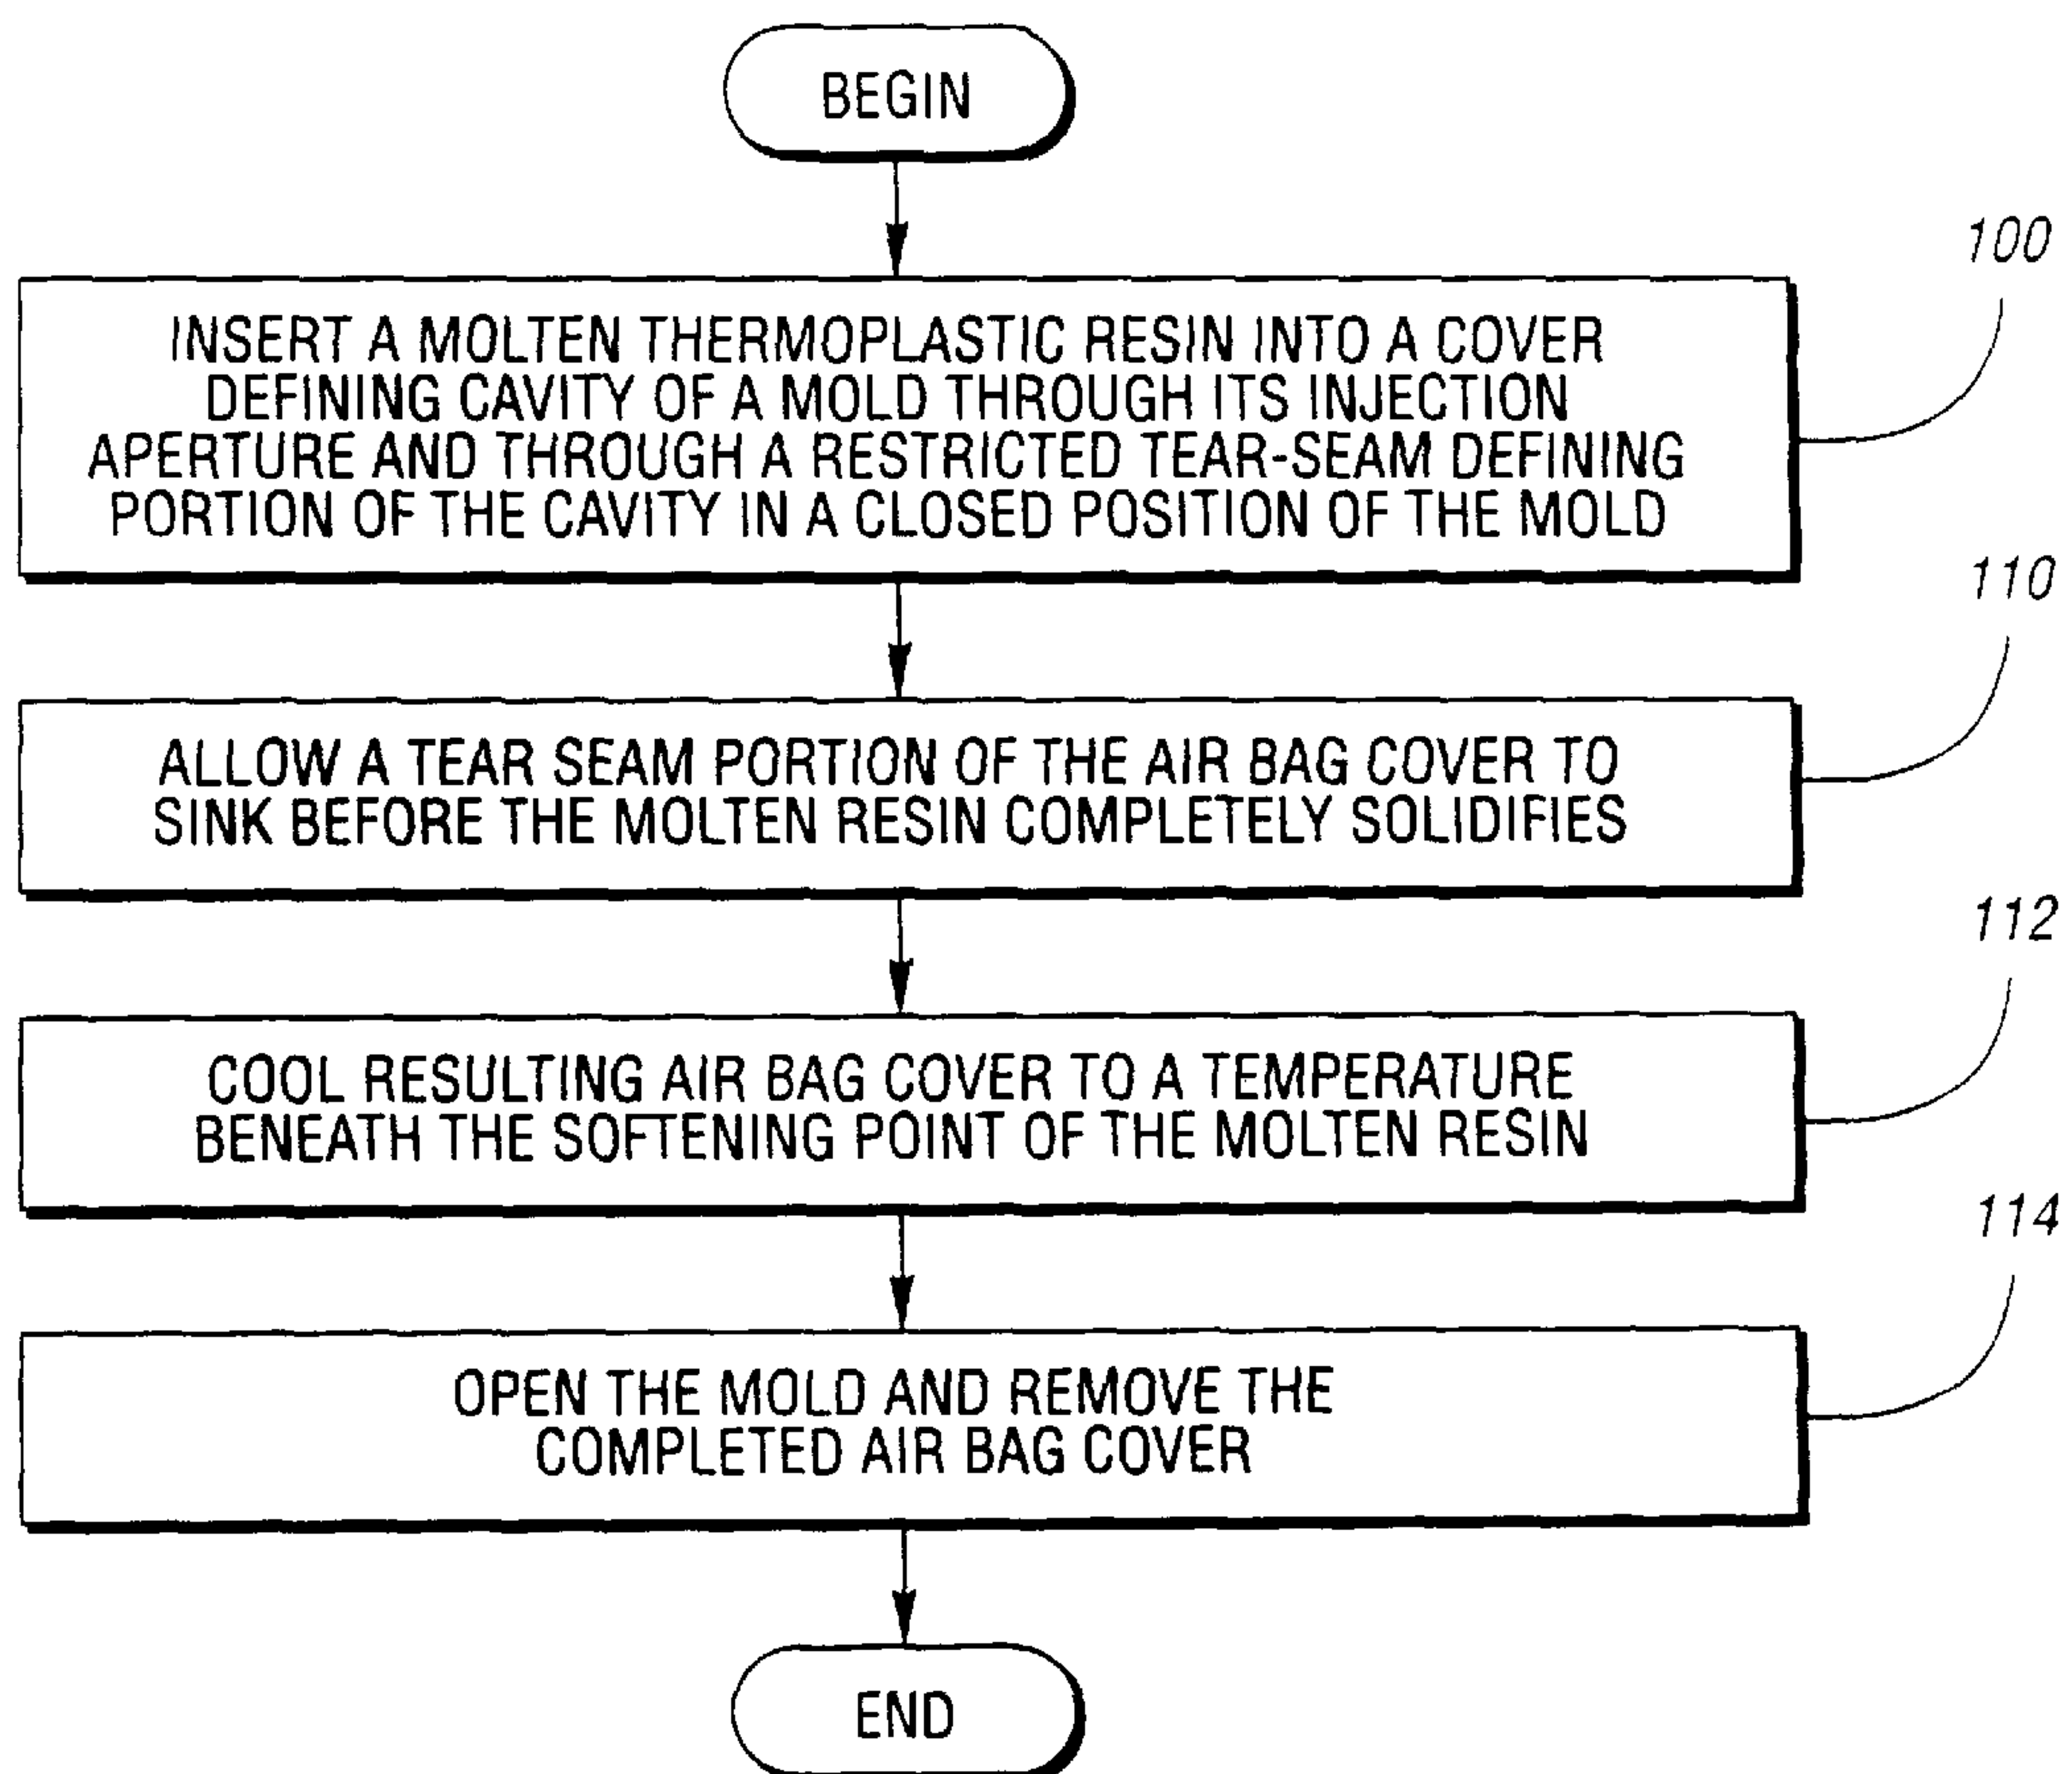 BEGIN
100
INSERT A MOLTEN THERMOPLASTIC RESIN INTO A COVER
DEFINING CAVITY OF A MOLD THROUGH ITS INJECTION
APERTURE AND THROUGH A RESTRICTED TEAR-SEAM DEFINING
PORTION OF THE CAVITY IN A CLOSED POSITION OF THE MOLD
110
ALLOW A TEAR SEAM PORTION OF THE AIR BAG COVER TO
SINK BEFORE THE MOLTEN RESIN COMPLETELY SOLIDIFIES
112
COOL RESULTING AIR BAG COVER TO A TEMPERATURE
BENEATH THE SOFTENING POINT OF THE MOLTEN RESIN
114
OPEN THE MOLD AND REMOVE THE
COMPLETED AIR BAG COVER
END